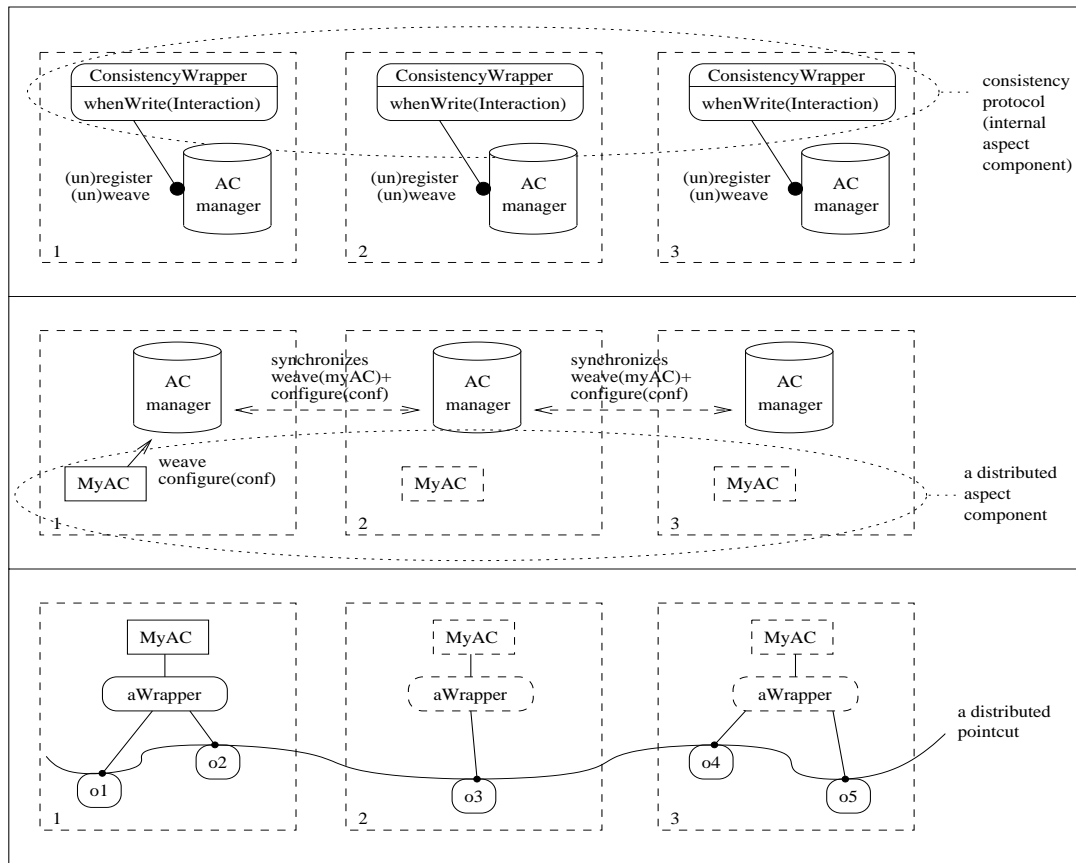 ConsistencyWrapper
whenWrite(Interaction)
(un)register
(un)weave
AC
manager
1
ConsistencyWrapper
whenWrite(Interaction)
(un)register
(un)weave
AC
manager
2
ConsistencyWrapper
whenWrite(Interaction)
(un)register
(un)weave
AC
manager
3
consistency
protocol
(internal
aspect
component)
AC
manager
synchronizes
weave(myAC)+
configure(conf)
AC
manager
synchronizes
weave(myAC)+
configure(conf)
AC
manager
weave
configure(conf)
MyAC
1
MyAC
2
MyAC
3
a distributed
aspect
component
MyAC
aWrapper
o1
o2
1
MyAC
aWrapper
o3
2
MyAC
aWrapper
o4
o5
3
a distributed
pointcut